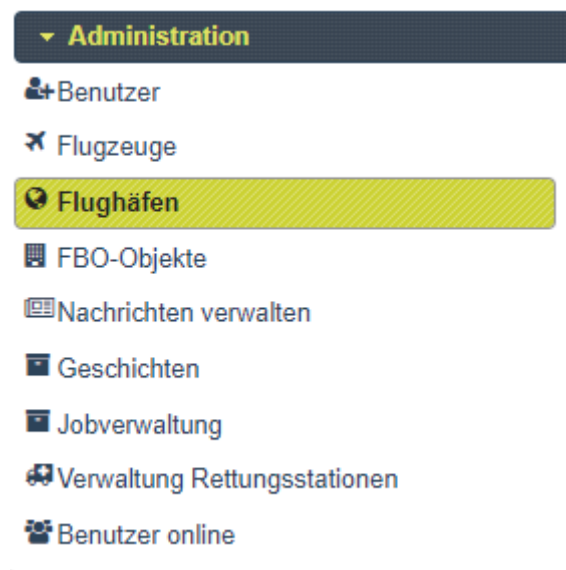 Administration
Benutzer
Flugzeuge
Flughäfen
FBO-Objekte
Nachrichten verwalten
Geschichten
Jobverwaltung
Verwaltung Rettungsstationen
Benutzer online